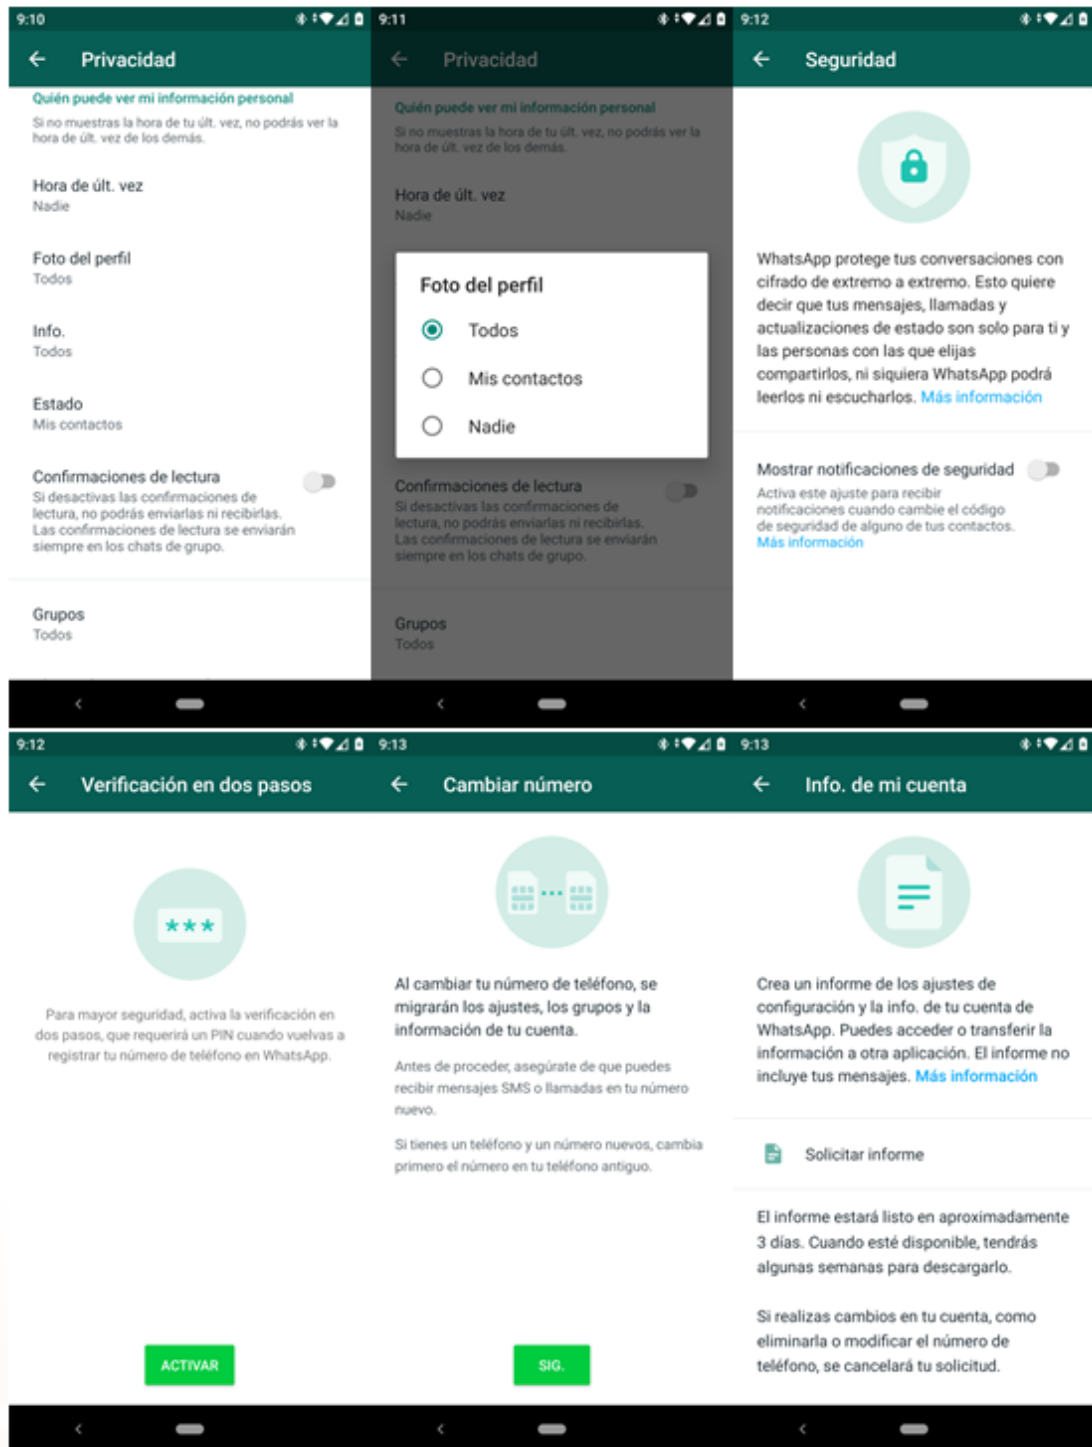 9:10
Privacidad
Quién puede ver mi información personal
Si no muestras la hora de tu últ. vez, no podrás ver la
hora de últ. vez de los demás.
Hora de últ. vez
Nadie
Foto del perfil
Todos
Info.
Todos
Estado
Mis contactos
Confirmaciones de lectura
Si desactivas las confirmaciones de
lectura, no podrás enviarlas ni recibirlas.
Las confirmaciones de lectura se enviarán
siempre en los chats de grupo.
Grupos
Todos
9:11
Privacidad
Quién puede ver mi información personal
Si no muestras la hora de tu últ. vez, no podrás ver la
hora de últ. vez de los demás.
Hora de últ. vez
Nadie
Foto del perfil
Todos
Mis contactos
Nadie
Confirmaciones de lectura
Si desactivas las confirmaciones de
lectura, no podrás enviarlas ni recibirlas.
Las confirmaciones de lectura se enviarán
siempre en los chats de grupo.
Grupos
Todos
9:12
Seguridad
WhatsApp protege tus conversaciones con
cifrado de extremo a extremo. Esto quiere
decir que tus mensajes, llamadas y
actualizaciones de estado son solo para ti y
las personas con las que elijas
compartirlos, ni siquiera WhatsApp podrá
leerlos ni escucharlos. Más información
Mostrar notificaciones de seguridad
Activa este ajuste para recibir
notificaciones cuando cambie el código
de seguridad de alguno de tus contactos.
Más información
9:12
Verificación en dos pasos
***
Para mayor seguridad, activa la verificación en
dos pasos, que requerirá un PIN cuando vuelvas a
registrar tu número de teléfono en WhatsApp.
ACTIVAR
9:13
Cambiar número
Al cambiar tu número de teléfono, se
migrarán los ajustes, los grupos y la
información de tu cuenta.
Antes de proceder, asegúrate de que puedes
recibir mensajes SMS o llamadas en tu número
nuevo.
Si tienes un teléfono y un número nuevos, cambia
primero el número en tu teléfono antiguo.
SIG.
9:13
Info. de mi cuenta
Crea un informe de los ajustes de
configuración y la info. de tu cuenta de
WhatsApp. Puedes acceder o transferir la
información a otra aplicación. El informe no
incluye tus mensajes. Más información
Solicitar informe
El informe estará listo en aproximadamente
3 días. Cuando esté disponible, tendrás
algunas semanas para descargarlo.
Si realizas cambios en tu cuenta, como
eliminarla o modificar el número de
teléfono, se cancelará tu solicitud.